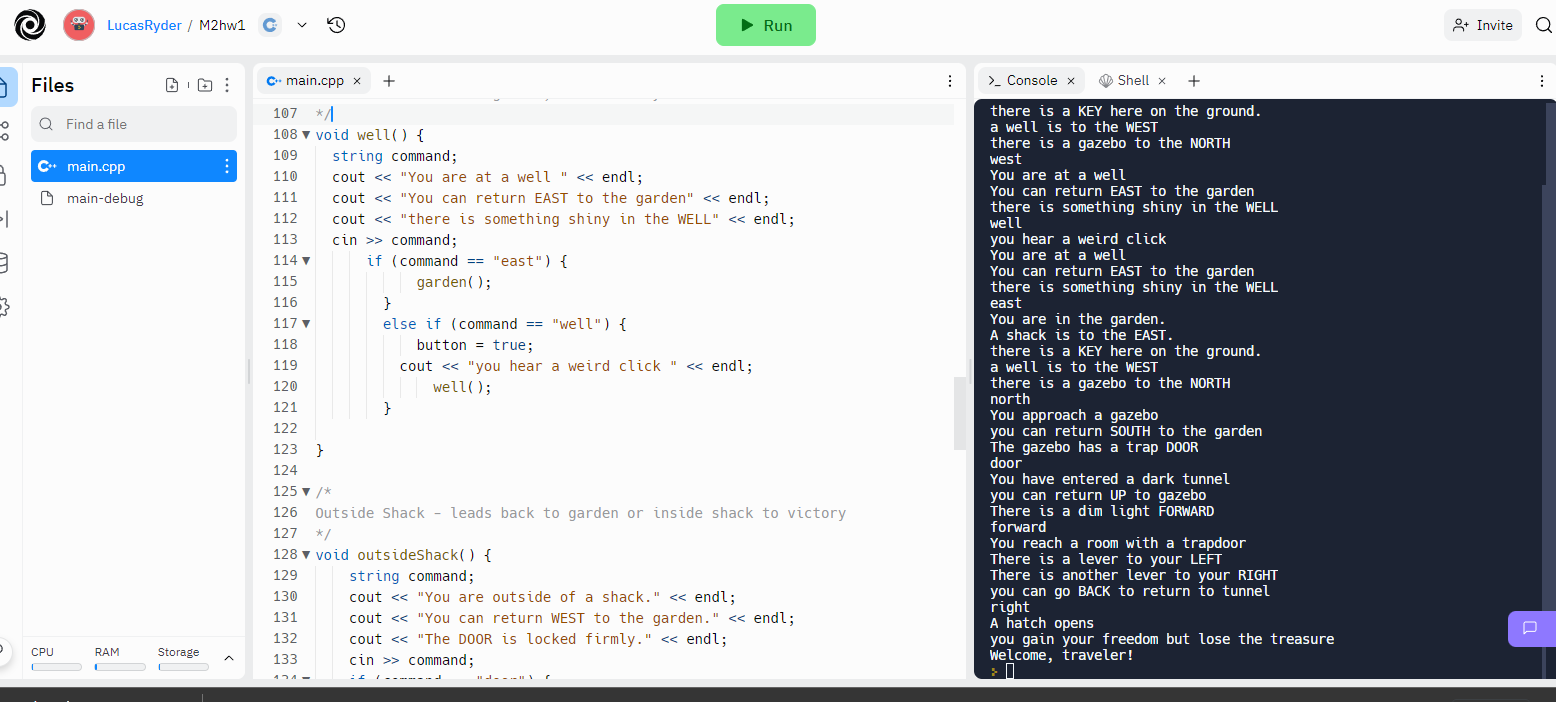 LucasRyder / M2hw1
Run
Invite
Files
Find a file
main.cpp
main-debug
CPU
RAM
Storage
main.cpp
107 */
108 void well() {
109 string command;
110 cout << "You are at a well " << endl;
111 cout << "You can return EAST to the garden" << endl;
112 cout << "there is something shiny in the WELL" << endl;
113 cin >> command;
114 if (command == "east") {
115 garden();
116 }
117 else if (command == "well") {
118 button = true;
119 cout << "you hear a weird click " << endl;
120 well();
121 }
122
123 }
124
125 /*
126 Outside Shack - leads back to garden or inside shack to victory
127 */
128 void outsideShack() {
129 string command;
130 cout << "You are outside of a shack." << endl;
131 cout << "You can return WEST to the garden." << endl;
132 cout << "The DOOR is locked firmly." << endl;
133 cin >> command;
Console
Shell
there is a KEY here on the ground.
a well is to the WEST
there is a gazebo to the NORTH
west
You are at a well
You can return EAST to the garden
there is something shiny in the WELL
well
you hear a weird click
You are at a well
You can return EAST to the garden
there is something shiny in the WELL
east
You are in the garden.
A shack is to the EAST.
there is a KEY here on the ground.
a well is to the WEST
there is a gazebo to the NORTH
north
You approach a gazebo
you can return SOUTH to the garden
The gazebo has a trap DOOR
door
You have entered a dark tunnel
you can return UP to gazebo
There is a dim light FORWARD
forward
You reach a room with a trapdoor
There is a lever to your LEFT
There is another lever to your RIGHT
you can go BACK to return to tunnel
right
A hatch opens
you gain your freedom but lose the treasure
Welcome, traveler!